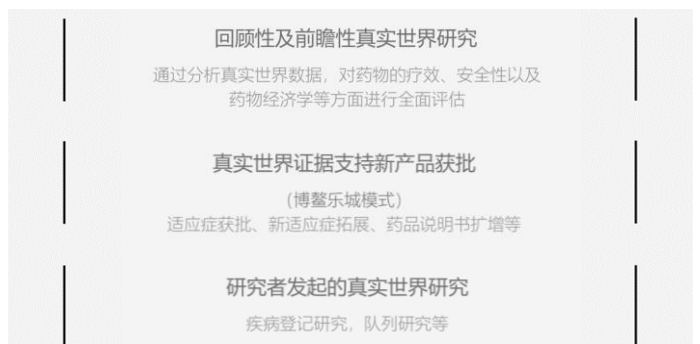 回顾性及前瞻性真实世界研究
通过分析真实世界数据，对药物的疗效、安全性以及
药物经济学等方面进行全面评估
真实世界证据支持新产品获批
（博鳌乐城模式）
适应症获批、新适应症拓展、药品说明书扩增等
研究者发起的真实世界研究
疾病登记研究，队列研究等